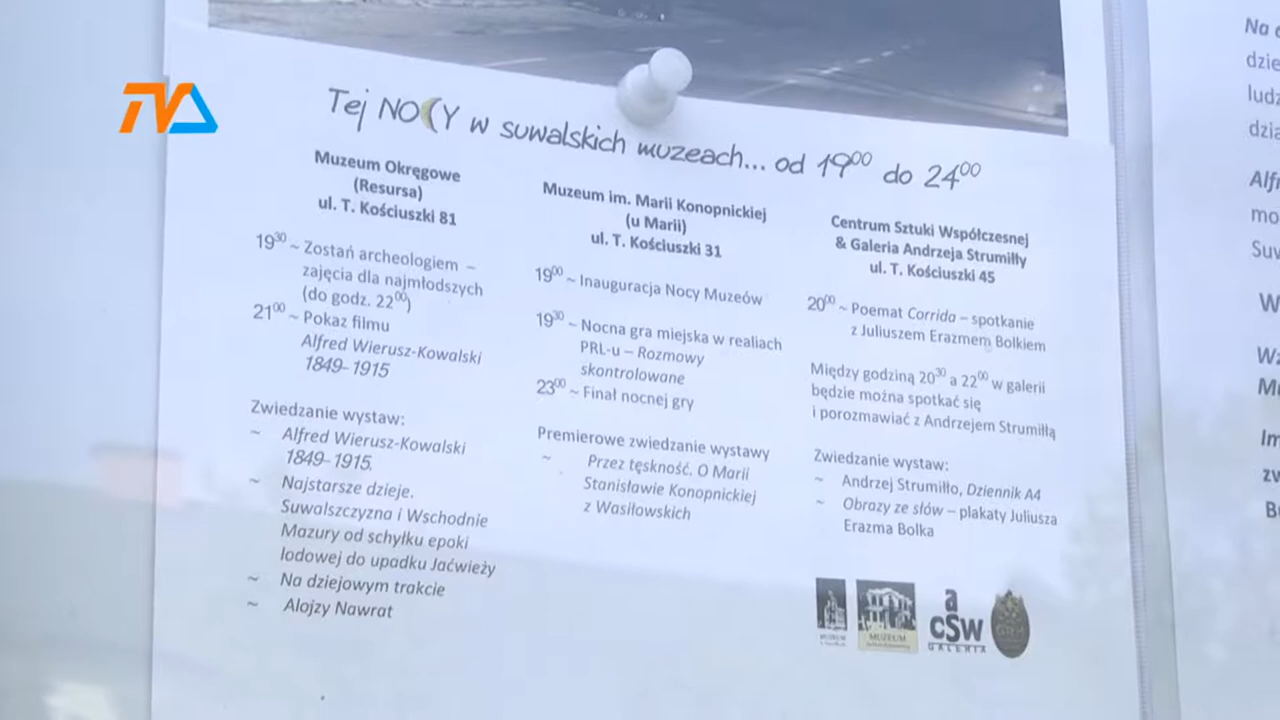 TVA
Tej NOCY w suwalskich muzeach... od 19⁰⁰ do 24⁰⁰
Muzeum Okręgowe
(Resursa)
ul. T. Kościuszki 81
19³⁰ ~ Zostań archeologiem –
zajęcia dla najmłodszych
(do godz. 22⁰⁰)
21⁰⁰ ~ Pokaz filmu
Alfred Wierusz-Kowalski
1849-1915
Zwiedzanie wystaw:
~ Alfred Wierusz-Kowalski
1849-1915.
~ Najstarsze dzieje.
Suwalszczyzna i Wschodnie
Mazury od schyłku epoki
lodowej do upadku Jaćwieży
~ Na dziejowym trakcie
~ Alojzy Nawrat
Muzeum im. Marii Konopnickiej
(u Marii)
ul. T. Kościuszki 31
19⁰⁰ ~ Inauguracja Nocy Muzeów
19³⁰ ~ Nocna gra miejska w realiach
PRL-u – Rozmowy
skontrolowane
23⁰⁰ ~ Finał nocnej gry
Premierowe zwiedzanie wystawy
~ Przez tęskność. O Marii
Stanisławie Konopnickiej
z Wasiłowskich
Centrum Sztuki Współczesnej
& Galeria Andrzeja Strumiłły
ul. T. Kościuszki 45
20⁰⁰ ~ Poemat Corrida – spotkanie
z Juliuszem Erazmem Bolkiem
Między godziną 20³⁰ a 22⁰⁰ w galerii
będzie można spotkać się
i porozmawiać z Andrzejem Strumiłłą
Zwiedzanie wystaw:
~ Andrzej Strumiłło, Dziennik A4
~ Obrazy ze słów – plakaty Juliusza
Erazma Bolka
MUZEUM
MUZEUM
a
CSW
GALERIA
Na